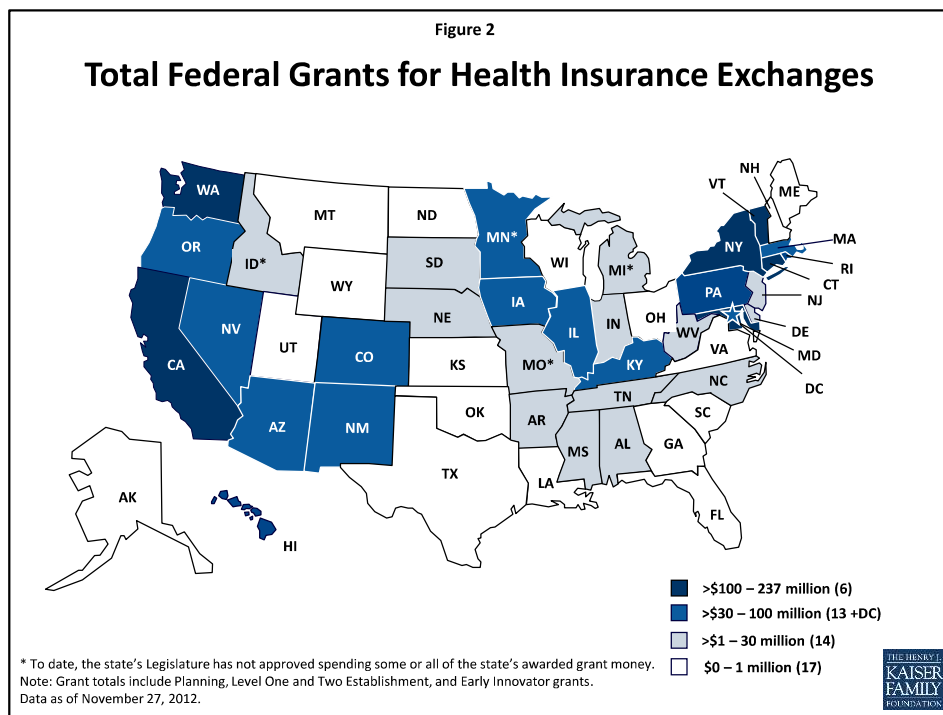 Figure 2
Total Federal Grants for Health Insurance Exchanges
NH
VT
WA
ME
MT
ND
MN*
OR
NY
MA
WI
ID*
SD
MI*
RI
WY
CT
PA
IA
NJ
NE
OH
NV
IL
IN
DE
UT
WV
CO
VA
MD
CA
KS
MO*
KY
DC
NC
TN
OK
AZ
NM
AR
SC
MS
AL
GA
TX
LA
AK
FL
HI
>$100 – 237 million (6)
>$30 – 100 million (13 +DC)
>$1 – 30 million (14)
$0 – 1 million (17)
* To date, the state’s Legislature has not approved spending some or all of the state’s awarded grant money.
Note: Grant totals include Planning, Level One and Two Establishment, and Early Innovator grants.
Data as of November 27, 2012.
THE HENRY J.
KAISER
FAMILY
FOUNDATION